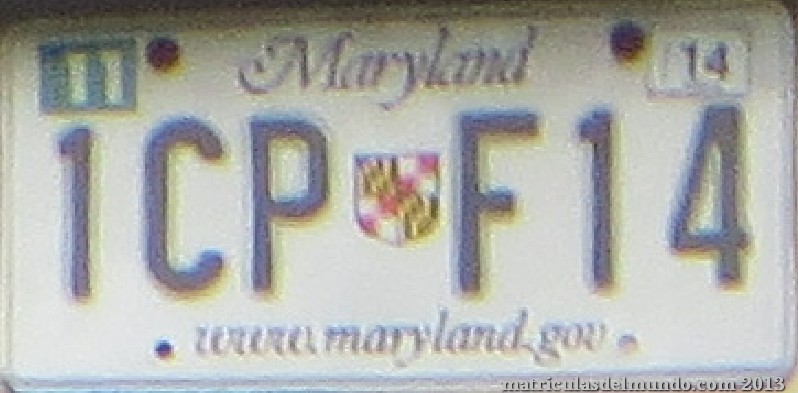 11 Maryland 14
1CP F14
www.maryland.gov
matriculasdelmundo.com 2013